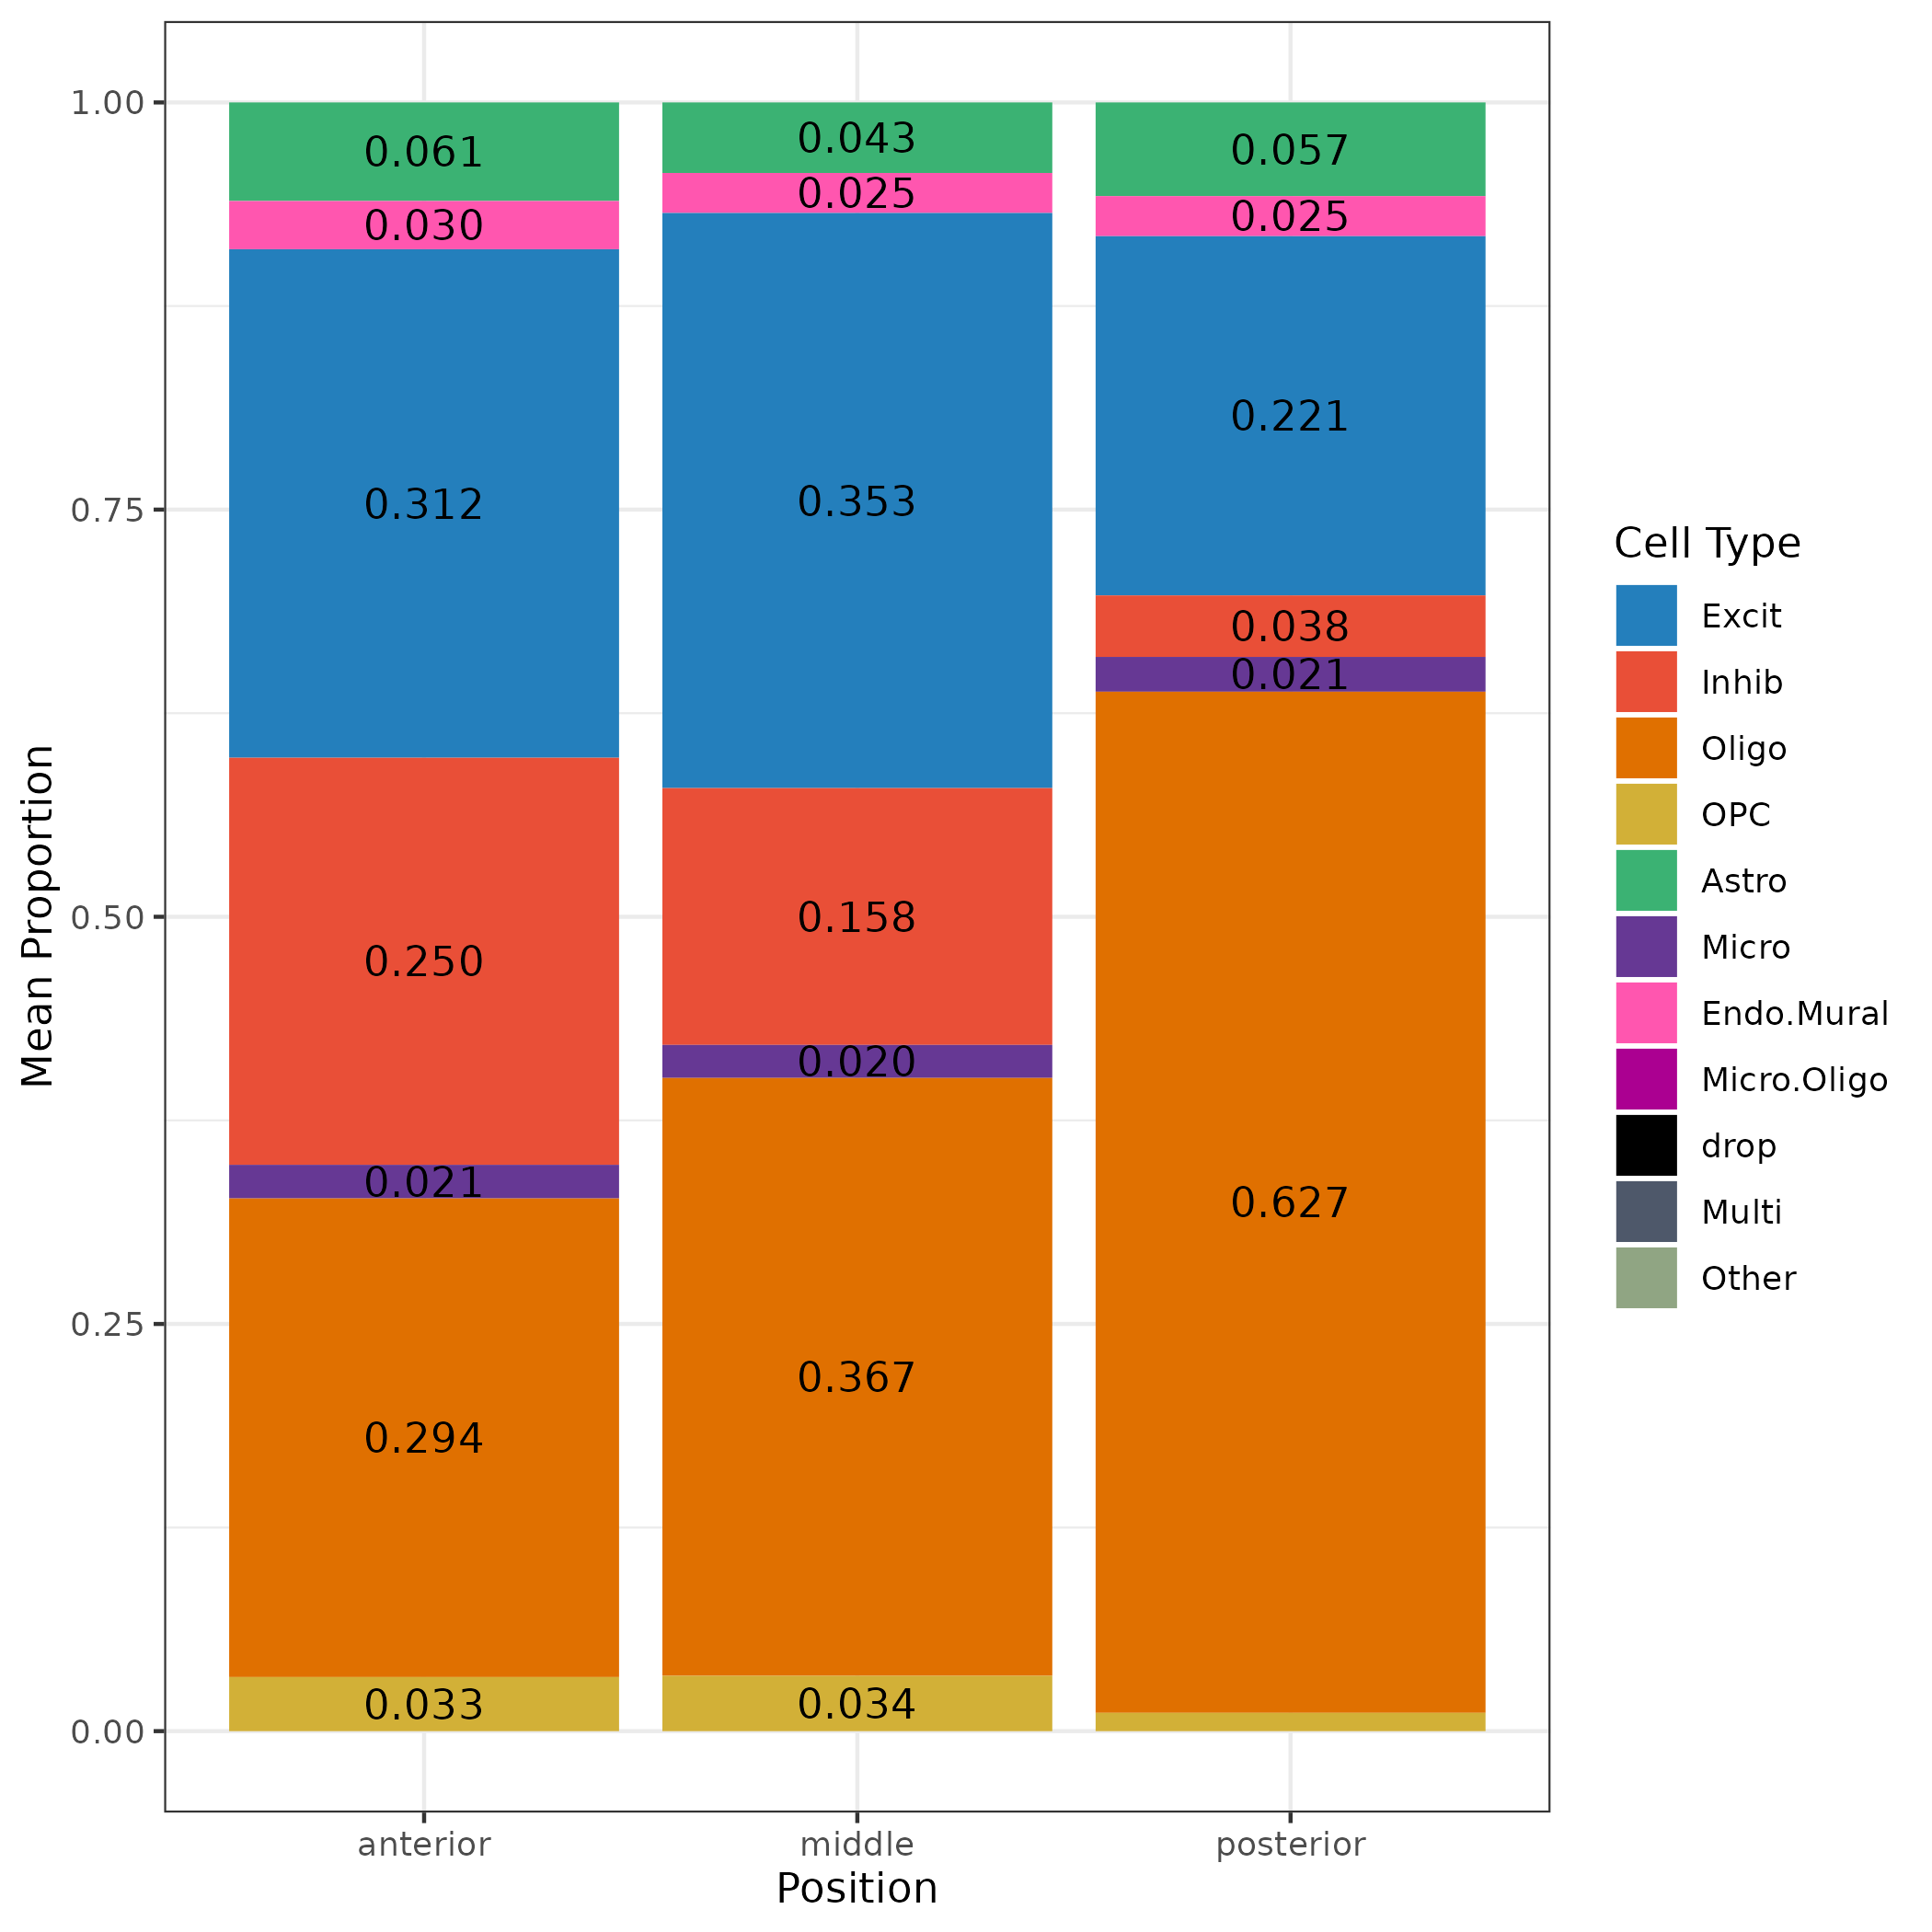 1.00
0.75
0.50
0.25
0.00
Mean Proportion
0.061
0.030
0.312
0.250
0.021
0.294
0.033
0.043
0.025
0.353
0.158
0.020
0.367
0.034
0.057
0.025
0.221
0.038
0.021
0.627
anterior
middle
posterior
Position
Cell Type
Excit
Inhib
Oligo
OPC
Astro
Micro
Endo.Mural
Micro.Oligo
drop
Multi
Other